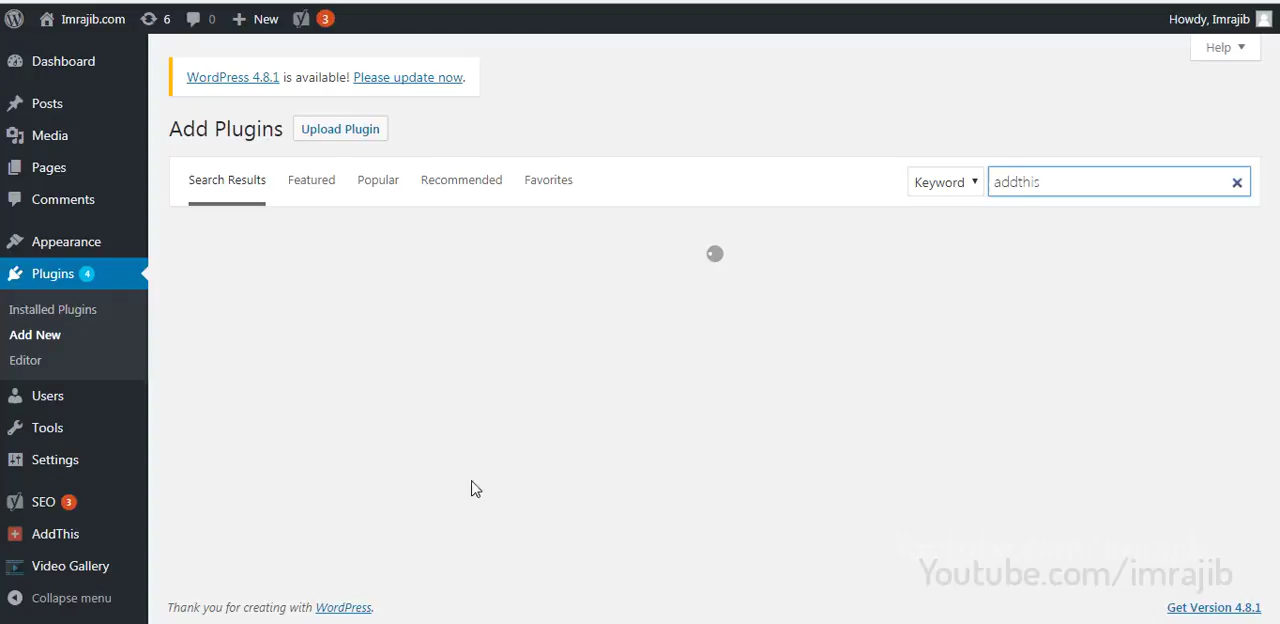 Imrajib.com 6 0 New 3 Howdy, Imrajib
Help
WordPress 4.8.1 is available! Please update now.
Add Plugins Upload Plugin
Search Results Featured Popular Recommended Favorites Keyword addthis
Dashboard
Posts
Media
Pages
Comments
Appearance
Plugins 4
Installed Plugins
Add New
Editor
Users
Tools
Settings
SEO 3
AddThis
Video Gallery
Collapse menu
Youtube.com/imrajib
Thank you for creating with WordPress.
Get Version 4.8.1